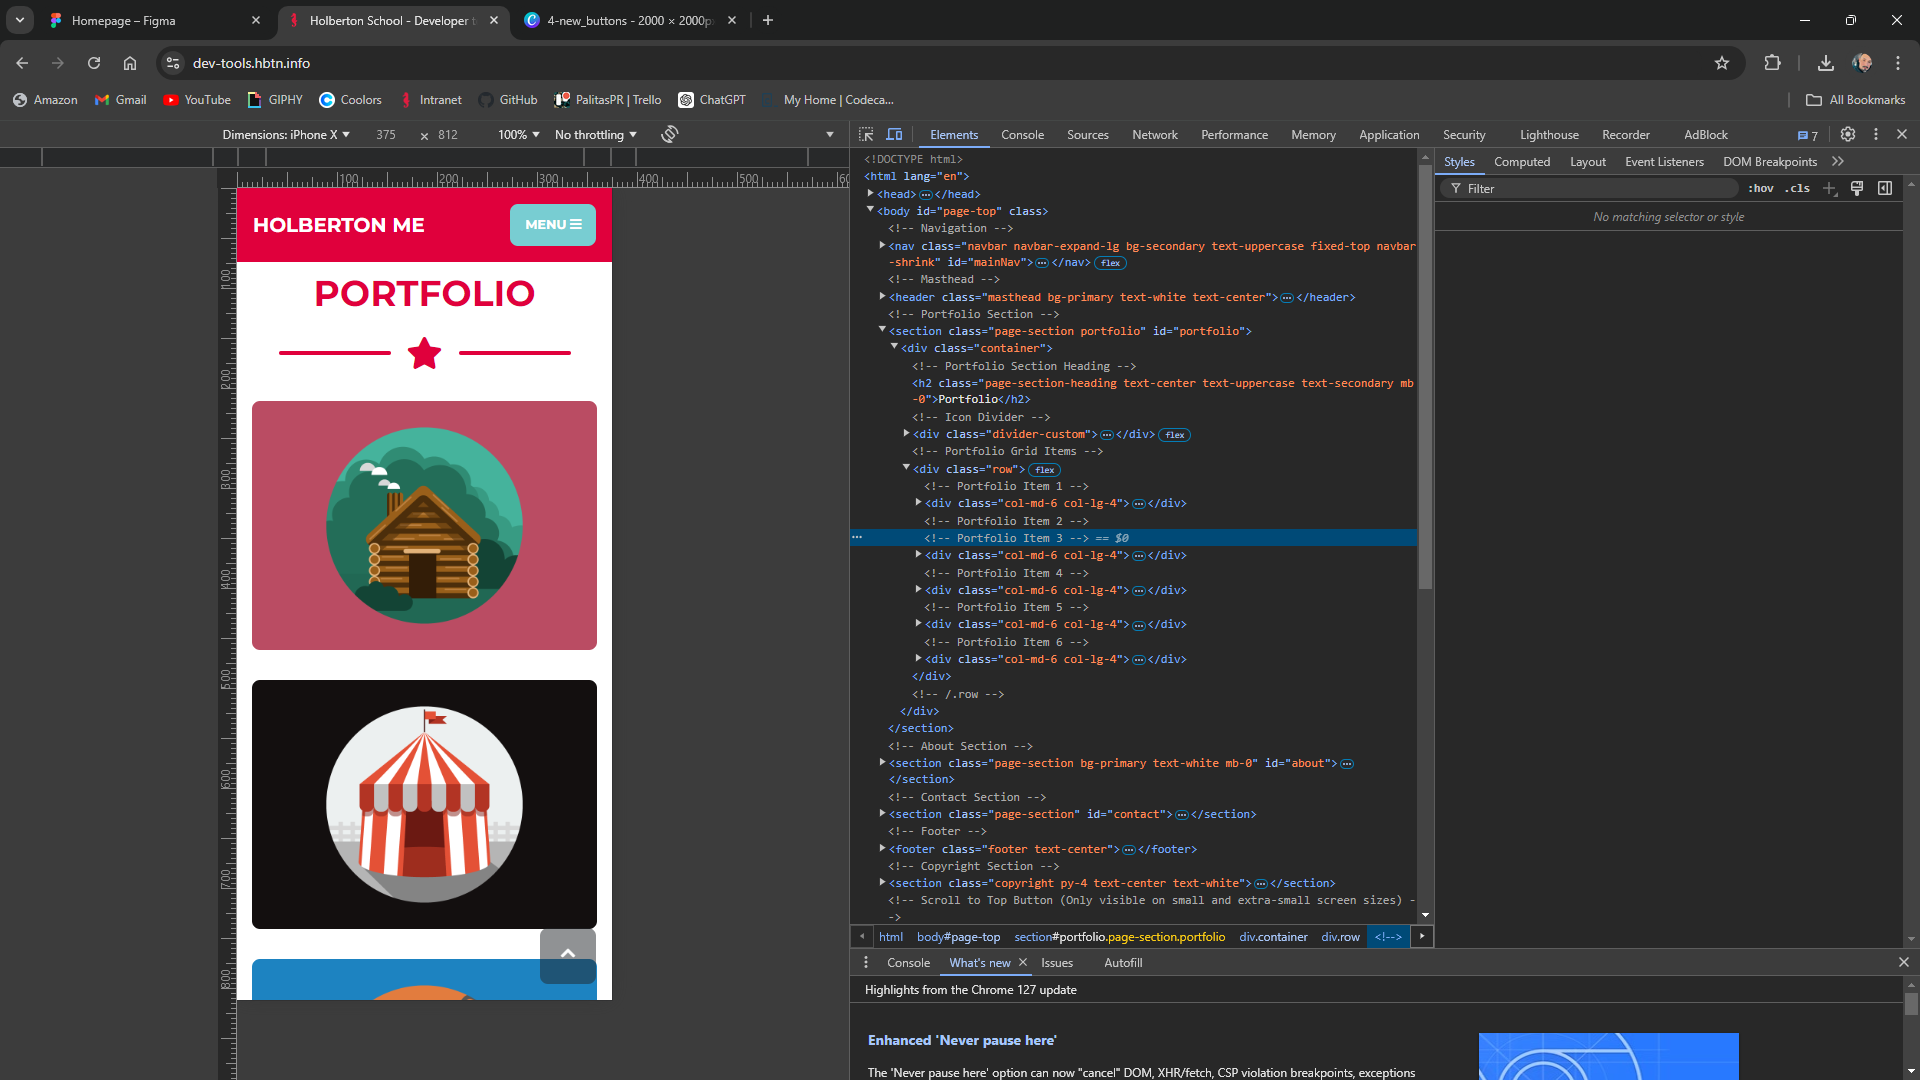 Homepage – Figma
Holberton School - Developer t
4-new_buttons - 2000 × 2000p
dev-tools.hbtn.info
Amazon
Gmail
YouTube
GIPHY
Coolors
Intranet
GitHub
PalitasPR | Trello
ChatGPT
My Home | Codeca...
All Bookmarks
Dimensions: iPhone X
375
×
812
100%
No throttling
Elements
Console
Sources
Network
Performance
Memory
Application
Security
Lighthouse
Recorder
AdBlock
7
100
200
300
400
500
100
200
300
400
500
600
700
800
HOLBERTON ME
MENU
PORTFOLIO
<!DOCTYPE html>
<html lang="en">
<head>…</head>
<body id="page-top" class>
<!-- Navigation -->
<nav class="navbar navbar-expand-lg bg-secondary text-uppercase fixed-top navbar
-shrink" id="mainNav">…</nav> flex
<!-- Masthead -->
<header class="masthead bg-primary text-white text-center">…</header>
<!-- Portfolio Section -->
<section class="page-section portfolio" id="portfolio">
<div class="container">
<!-- Portfolio Section Heading -->
<h2 class="page-section-heading text-center text-uppercase text-secondary mb
-0">Portfolio</h2>
<!-- Icon Divider -->
<div class="divider-custom">…</div> flex
<!-- Portfolio Grid Items -->
<div class="row"> flex
<!-- Portfolio Item 1 -->
<div class="col-md-6 col-lg-4">…</div>
<!-- Portfolio Item 2 -->
<!-- Portfolio Item 3 --> == $0
<div class="col-md-6 col-lg-4">…</div>
<!-- Portfolio Item 4 -->
<div class="col-md-6 col-lg-4">…</div>
<!-- Portfolio Item 5 -->
<div class="col-md-6 col-lg-4">…</div>
<!-- Portfolio Item 6 -->
<div class="col-md-6 col-lg-4">…</div>
</div>
<!-- /.row -->
</div>
</section>
<!-- About Section -->
<section class="page-section bg-primary text-white mb-0" id="about">…
</section>
<!-- Contact Section -->
<section class="page-section" id="contact">…</section>
<!-- Footer -->
<footer class="footer text-center">…</footer>
<!-- Copyright Section -->
<section class="copyright py-4 text-center text-white">…</section>
<!-- Scroll to Top Button (Only visible on small and extra-small screen sizes) -
->
html
body#page-top
section#portfolio.page-section.portfolio
div.container
div.row
<!-->
Styles
Computed
Layout
Event Listeners
DOM Breakpoints
Filter
:hov
.cls
No matching selector or style
Console
What's new
Issues
Autofill
Highlights from the Chrome 127 update
Enhanced 'Never pause here'
The 'Never pause here' option can now "cancel" DOM, XHR/fetch, CSP violation breakpoints, exceptions